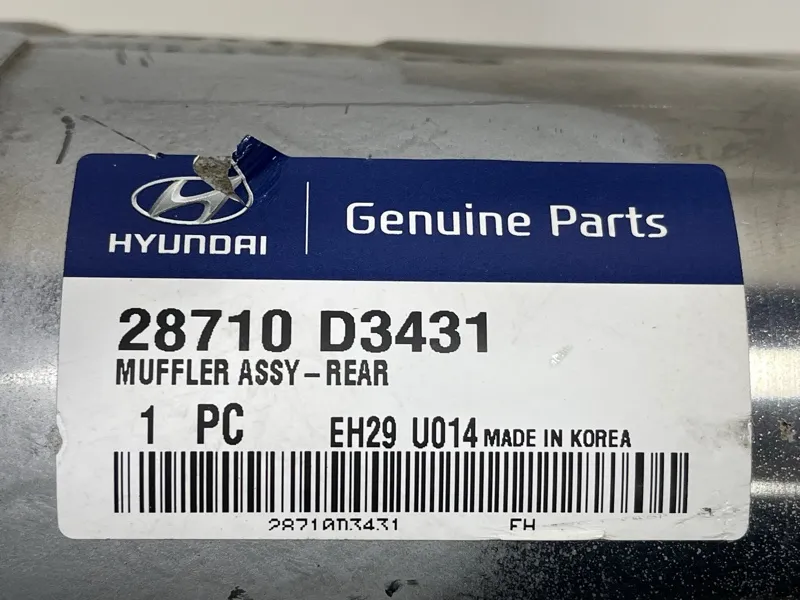 HYUNDAI
Genuine Parts
28710 D3431
MUFFLER ASSY-REAR
1 PC EH29 U014 MADE IN KOREA
28710D3431 EH